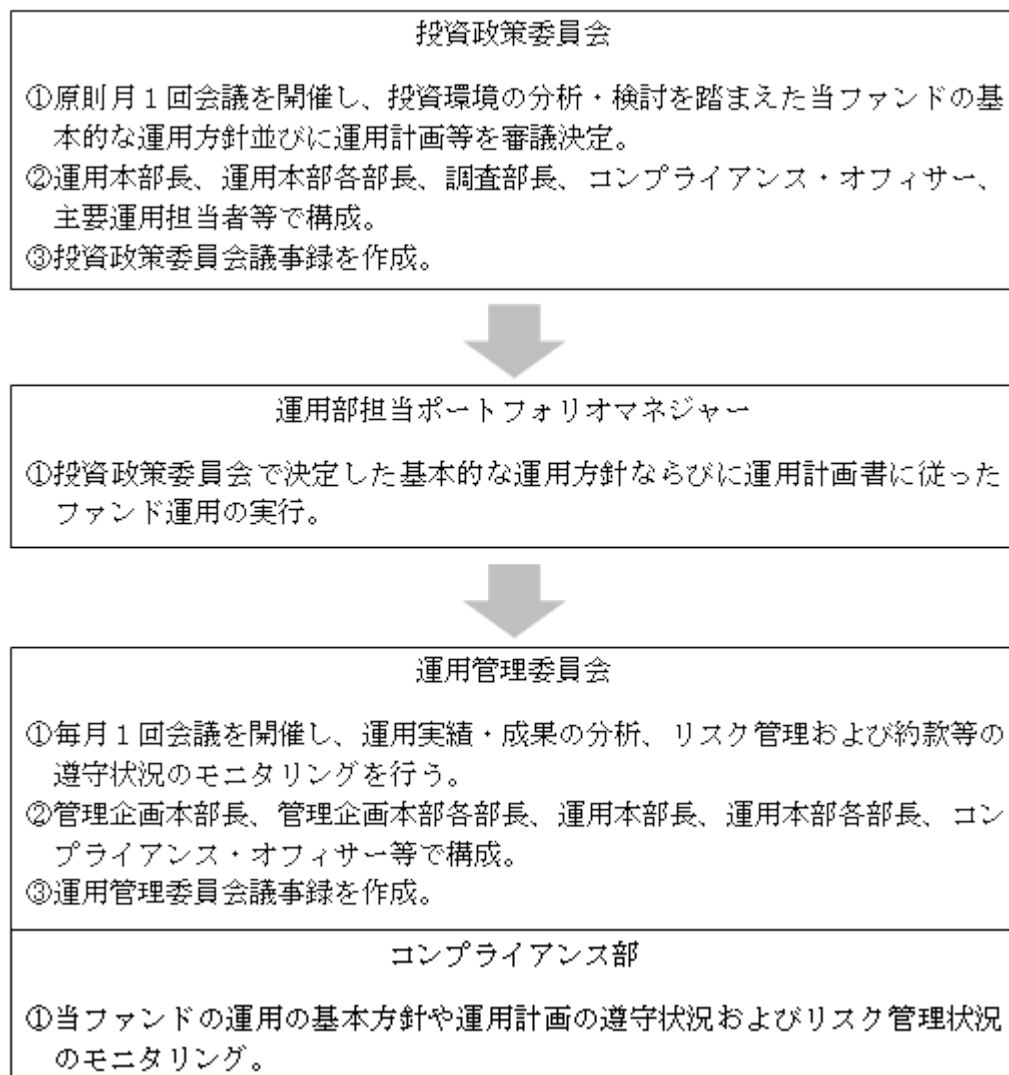 投資政策委員会
①原則月１回会議を開催し、投資環境の分析・検討を踏まえた当ファンドの基
本的な運用方針並びに運用計画等を審議決定。
②運用本部長、運用本部各部長、調査部長、コンプライアンス・オフィサー、
主要運用担当者等で構成。
③投資政策委員会議事録を作成。
運用部担当ポートフォリオマネジャー
①投資政策委員会で決定した基本的な運用方針ならびに運用計画書に従った
ファンド運用の実行。
運用管理委員会
①毎月１回会議を開催し、運用実績・成果の分析、リスク管理および約款等の
遵守状況のモニタリングを行う。
②管理企画本部長、管理企画本部各部長、運用本部長、運用本部各部長、コン
プライアンス・オフィサー等で構成。
③運用管理委員会議事録を作成。
コンプライアンス部
①当ファンドの運用の基本方針や運用計画の遵守状況およびリスク管理状況
のモニタリング。